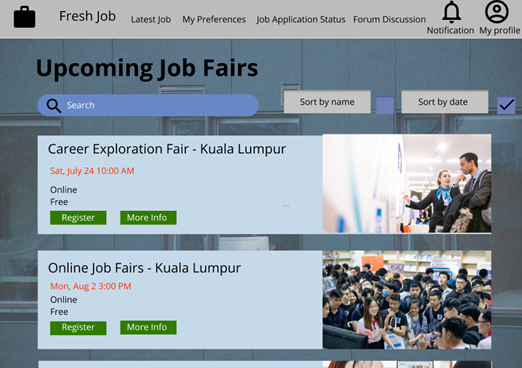 Fresh Job
Latest Job
My Preferences
Job Application Status
Forum Discussion
Notification
My profile
Upcoming Job Fairs
Search
Sort by name
Sort by date
Career Exploration Fair - Kuala Lumpur
Sat, July 24 10:00 AM
Online
Free
Register
More Info
Online Job Fairs - Kuala Lumpur
Mon, Aug 2 3:00 PM
Online
Free
Register
More Info